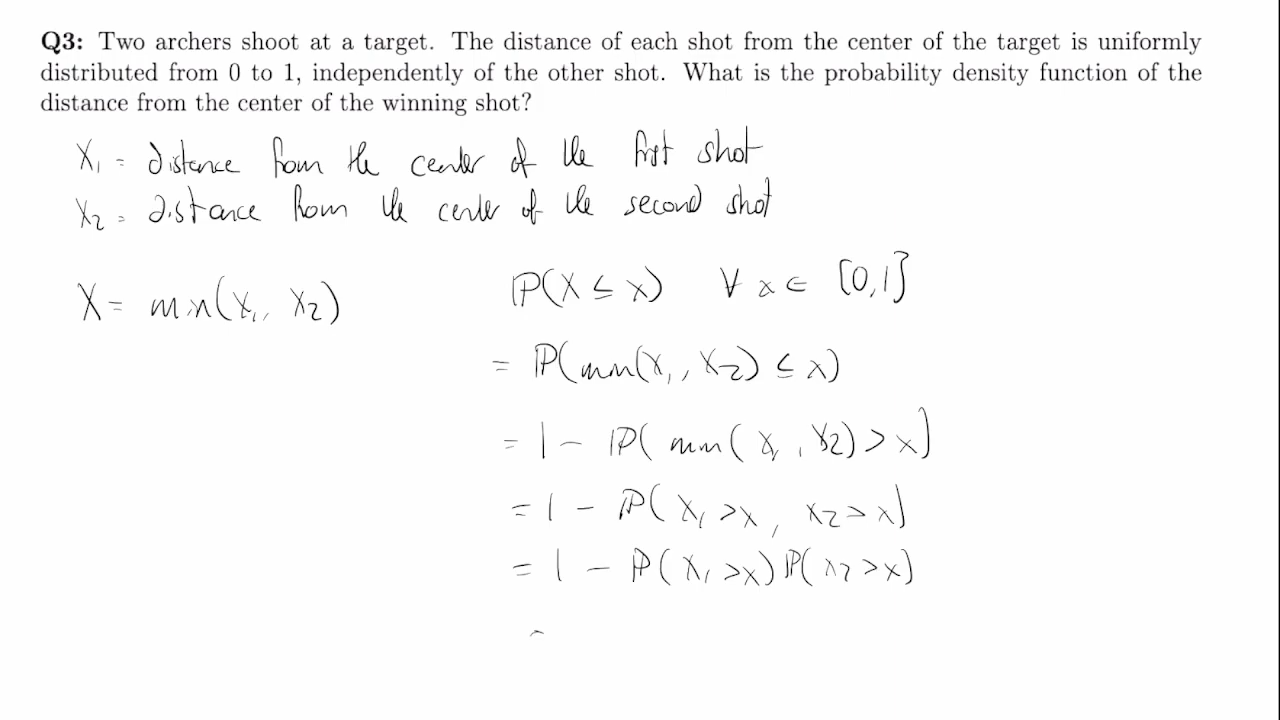 Q3: Two archers shoot at a target. The distance of each shot from the center of the target is uniformly
distributed from 0 to 1, independently of the other shot. What is the probability density function of the
distance from the center of the winning shot?
X₁ = distance from the center of the first shot
X₂ = distance from the center of the second shot
X = min(X₁, X₂)
ℙ(X ≤ x) ∀ x ∈ [0,1]
= ℙ(min(X₁, X₂) ≤ x)
= 1 - ℙ(min(X₁, X₂) > x)
= 1 - ℙ(X₁ > x, X₂ > x)
= 1 - ℙ(X₁ > x) ℙ(X₂ > x)